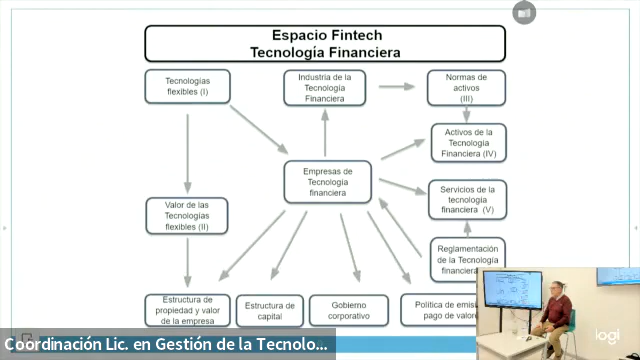 Espacio Fintech
Tecnología Financiera
Tecnologías
flexibles (I)
Industria de la
Tecnología
Financiera
Normas de
activos
(III)
Activos de la
Tecnología
Financiera (IV)
Empresas de
Tecnología
financiera
Servicios de la
tecnología
financiera (V)
Valor de las
Tecnologías
flexibles (II)
Reglamentación
de la Tecnología
financiera
Estructura de
propiedad y valor
de la empresa
Estructura de
capital
Gobierno
corporativo
Política de
pago de
Coordinación Lic. en Gestión de la Tecnolo...
logi